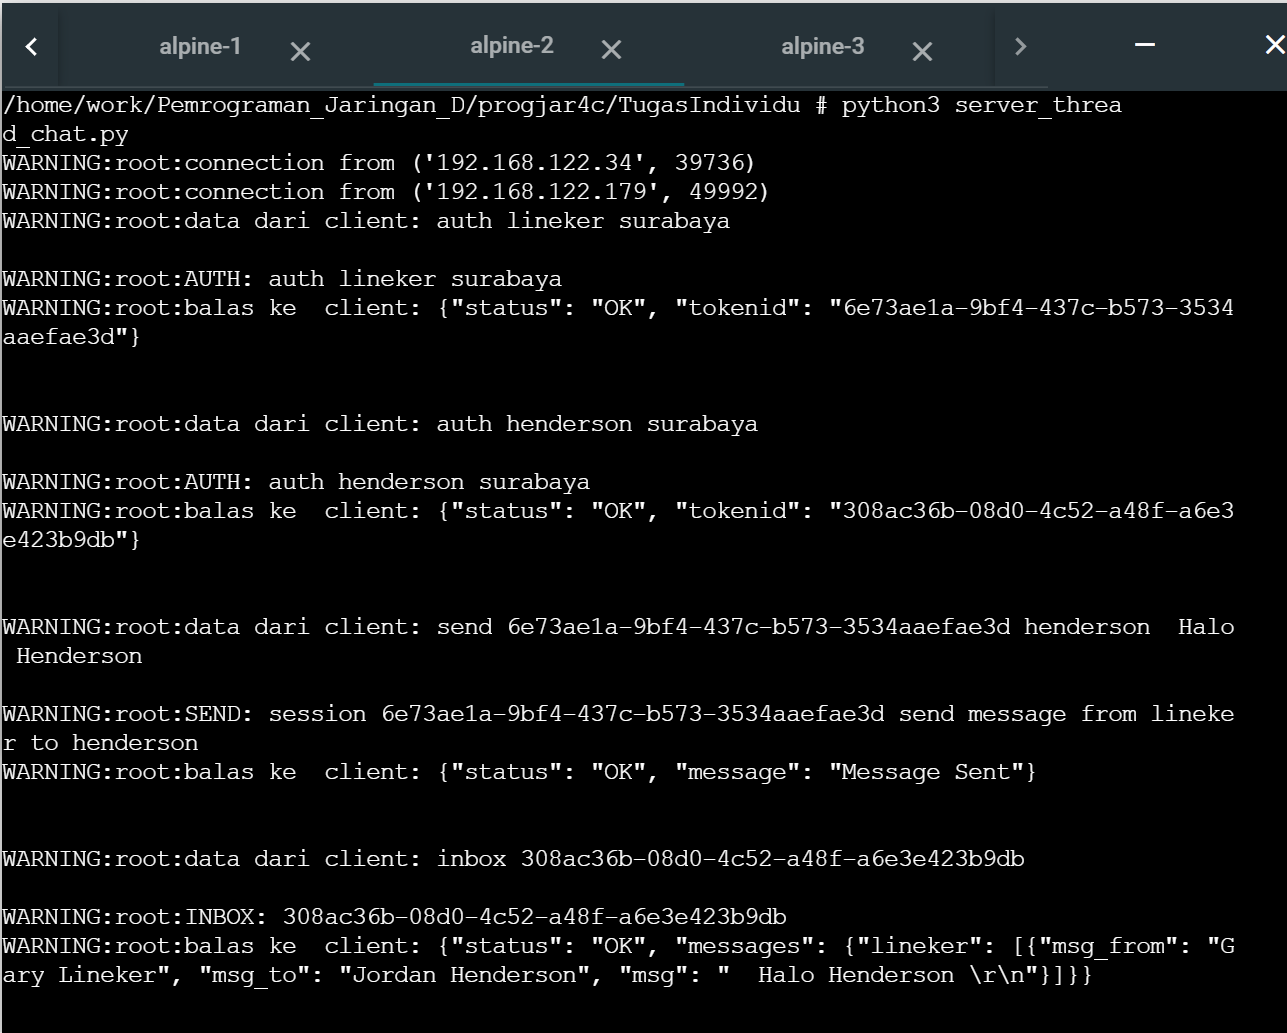 alpine-1 alpine-2 alpine-3
/home/work/Pemrograman_Jaringan_D/progjar4c/TugasIndividu # python3 server_threa
d_chat.py
WARNING:root:connection from ('192.168.122.34', 39736)
WARNING:root:connection from ('192.168.122.179', 49992)
WARNING:root:data dari client: auth lineker surabaya
WARNING:root:AUTH: auth lineker surabaya
WARNING:root:balas ke  client: {"status": "OK", "tokenid": "6e73ae1a-9bf4-437c-b573-3534
aaefae3d"}
WARNING:root:data dari client: auth henderson surabaya
WARNING:root:AUTH: auth henderson surabaya
WARNING:root:balas ke  client: {"status": "OK", "tokenid": "308ac36b-08d0-4c52-a48f-a6e3
e423b9db"}
WARNING:root:data dari client: send 6e73ae1a-9bf4-437c-b573-3534aaefae3d henderson  Halo
 Henderson
WARNING:root:SEND: session 6e73ae1a-9bf4-437c-b573-3534aaefae3d send message from lineke
r to henderson
WARNING:root:balas ke  client: {"status": "OK", "message": "Message Sent"}
WARNING:root:data dari client: inbox 308ac36b-08d0-4c52-a48f-a6e3e423b9db
WARNING:root:INBOX: 308ac36b-08d0-4c52-a48f-a6e3e423b9db
WARNING:root:balas ke  client: {"status": "OK", "messages": {"lineker": [{"msg_from": "G
ary Lineker", "msg_to": "Jordan Henderson", "msg": "  Halo Henderson \r\n"}]}}